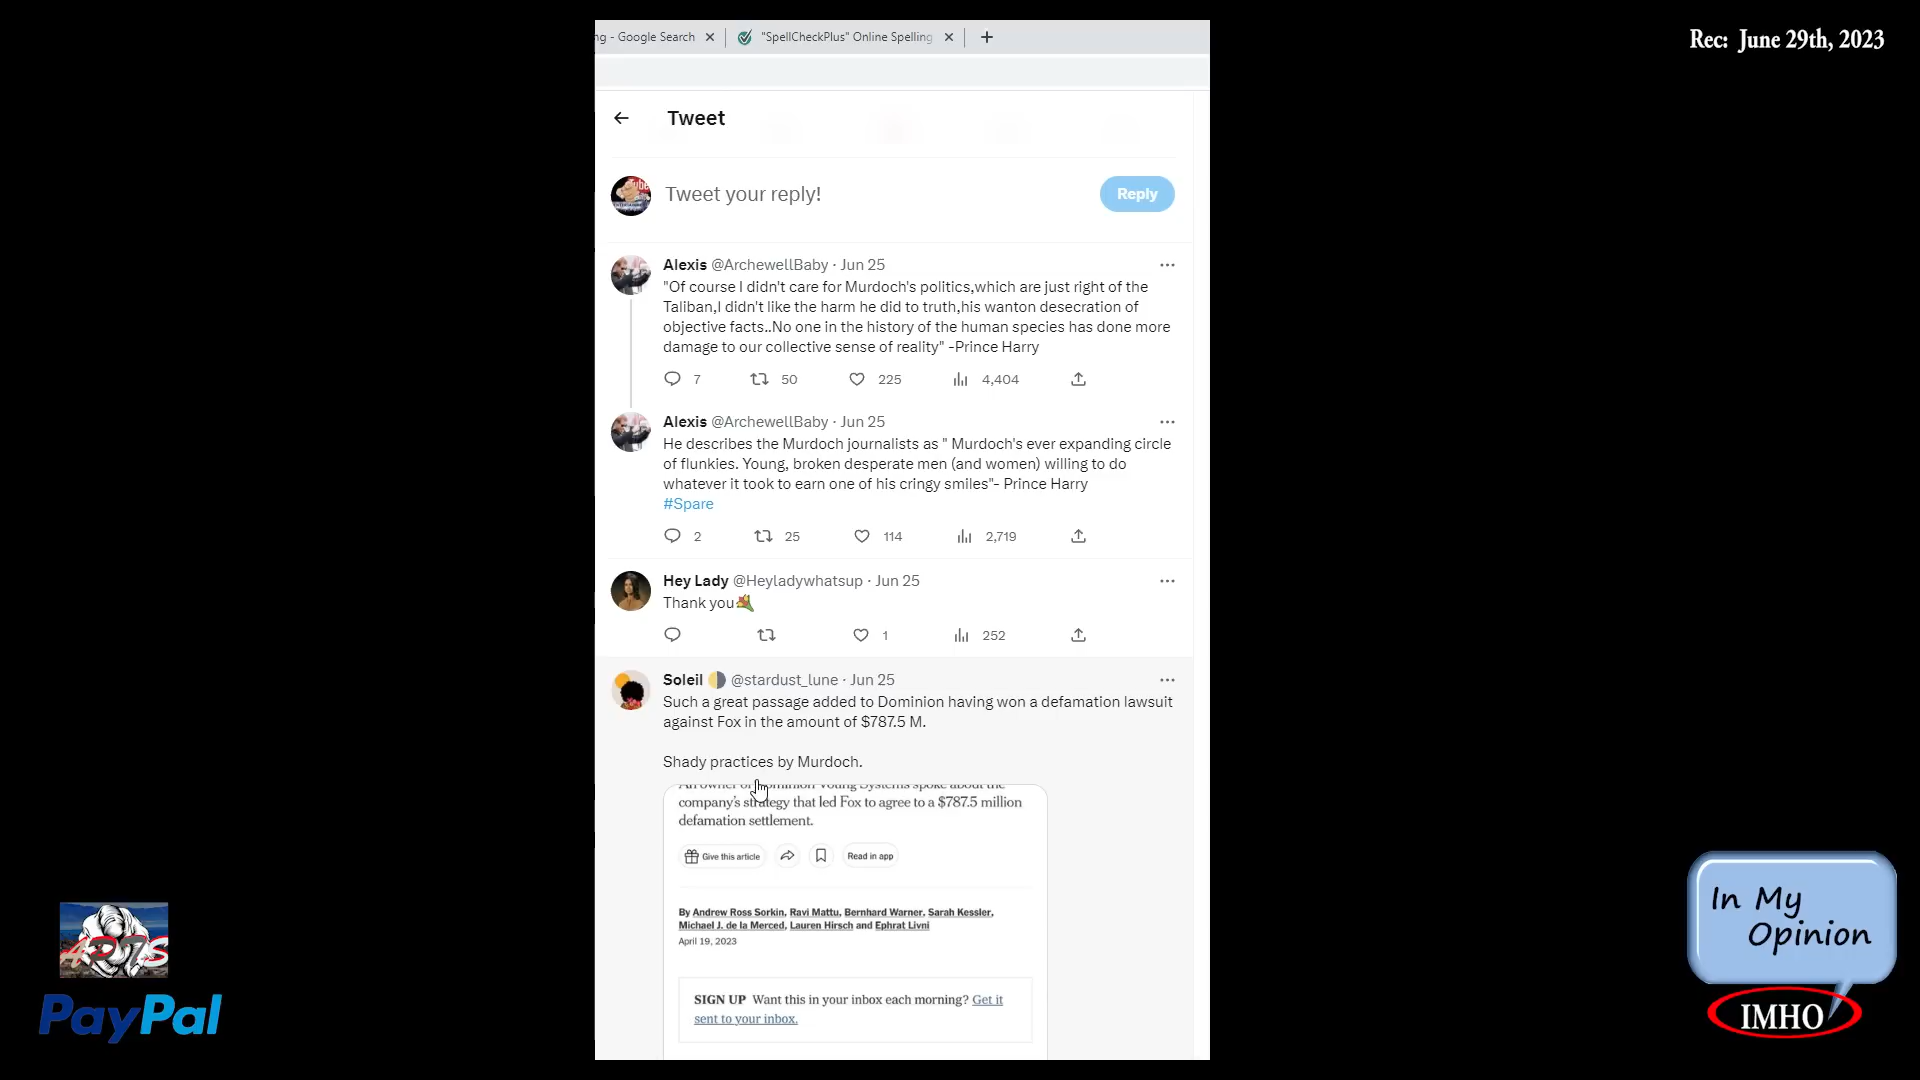 ng - Google Search
"SpellCheckPlus" Online Spelling
Rec: June 29th, 2023
Tweet
Tweet your reply!
Reply
Alexis @ArchewellBaby · Jun 25
"Of course I didn't care for Murdoch's politics,which are just right of the
Taliban,I didn't like the harm he did to truth,his wanton desecration of
objective facts..No one in the history of the human species has done more
damage to our collective sense of reality" -Prince Harry
7 50 225 4,404
Alexis @ArchewellBaby · Jun 25
He describes the Murdoch journalists as " Murdoch's ever expanding circle
of flunkies. Young, broken desperate men (and women) willing to do
whatever it took to earn one of his cringy smiles"- Prince Harry
#Spare
2 25 114 2,719
Hey Lady @Heyladywhatsup · Jun 25
Thank you
1 252
Soleil @stardust_lune · Jun 25
Such a great passage added to Dominion having won a defamation lawsuit
against Fox in the amount of $787.5 M.
Shady practices by Murdoch.
An owner of Dominion Voting Systems spoke about the
company's strategy that led Fox to agree to a $787.5 million
defamation settlement.
Give this article
Read in app
By Andrew Ross Sorkin, Ravi Mattu, Bernhard Warner, Sarah Kessler,
Michael J. de la Merced, Lauren Hirsch and Ephrat Livni
April 19, 2023
SIGN UP Want this in your inbox each morning? Get it
sent to your inbox.
PayPal
In My
Opinion
IMHO